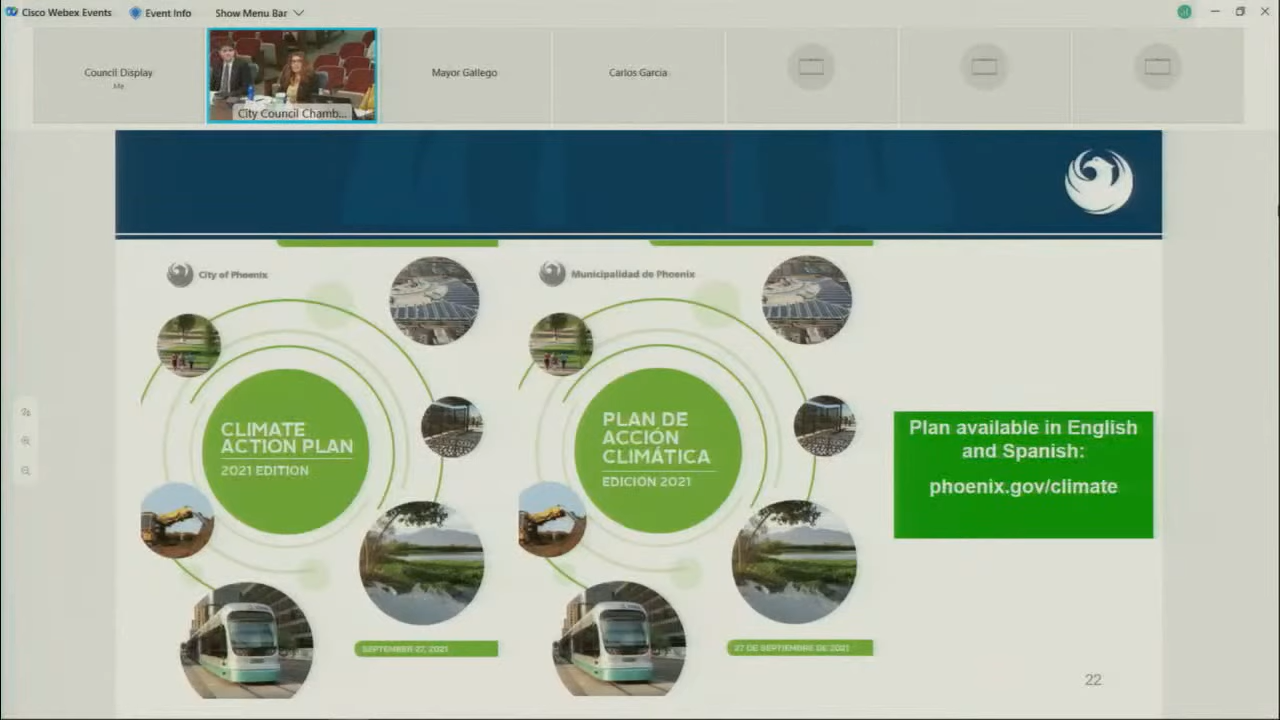 Cisco Webex Events
Event Info
Show Menu Bar
Council Display
Me
City Council Chamb...
Mayor Gallego
Carlos Garcia
City of Phoenix
CLIMATE
ACTION PLAN
2021 EDITION
SEPTEMBER 27, 2021
Municipalidad de Phoenix
PLAN DE
ACCIÓN
CLIMÁTICA
EDICIÓN 2021
27 DE SEPTIEMBRE DE 2021
Plan available in English
and Spanish:
phoenix.gov/climate
22